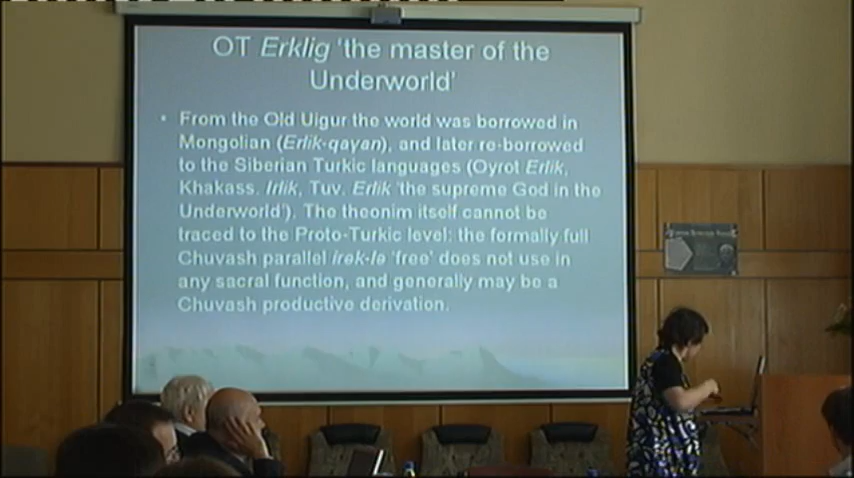 OT Erklig 'the master of the
Underworld'
• From the Old Uigur the world was borrowed in
Mongolian (Erlik-qaγan), and later re-borrowed
to the Siberian Turkic languages (Oyrot Erlik,
Khakass. Irlik, Tuv. Erlik 'the supreme God in the
Underworld'). The theonim itself cannot be
traced to the Proto-Turkic level: the formally full
Chuvash parallel irək-lə 'free' does not use in
any sacral function, and generally may be a
Chuvash productive derivation.